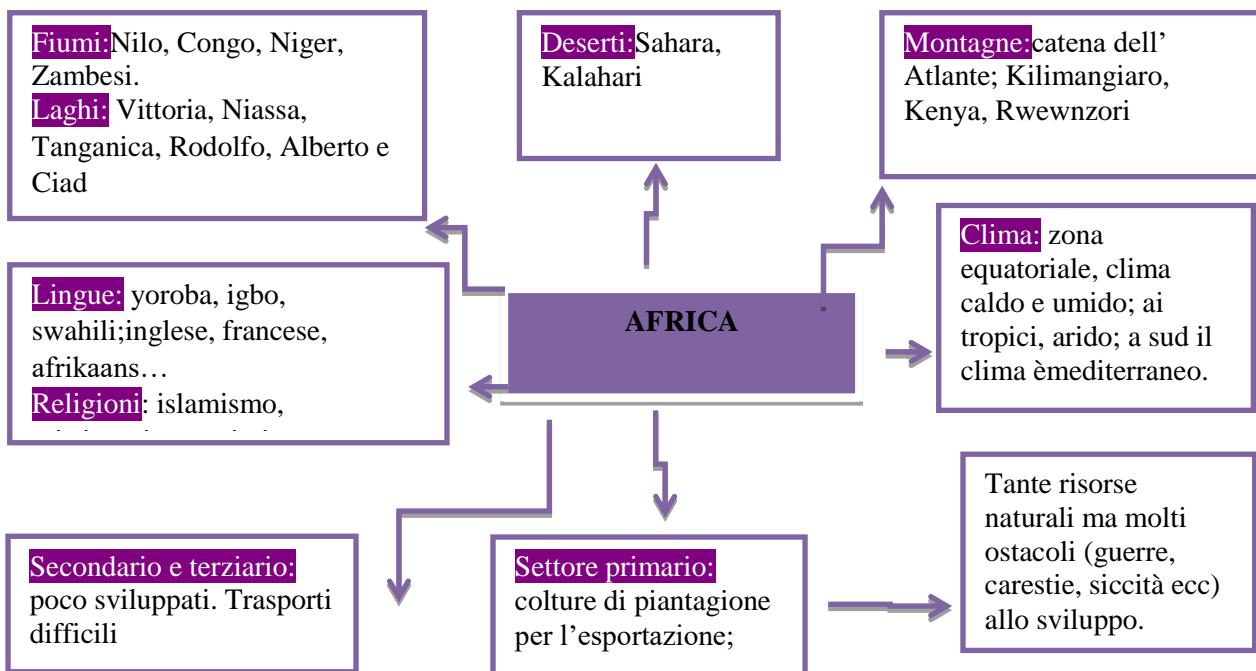 Fiumi:Nilo, Congo, Niger,
Zambesi.
Laghi: Vittoria, Niassa,
Tanganica, Rodolfo, Alberto e
Ciad
Deserti:Sahara,
Kalahari
Montagne:catena dell’
Atlante; Kilimangiaro,
Kenya, Rwewnzori
Lingue: yoroba, igbo,
swahili;inglese, francese,
afrikaans…
Religioni: islamismo,
AFRICA
Clima: zona
equatoriale, clima
caldo e umido; ai
tropici, arido; a sud il
clima èmediterraneo.
Secondario e terziario:
poco sviluppati. Trasporti
difficili
Settore primario:
colture di piantagione
per l’esportazione;
Tante risorse
naturali ma molti
ostacoli (guerre,
carestie, siccità ecc)
allo sviluppo.